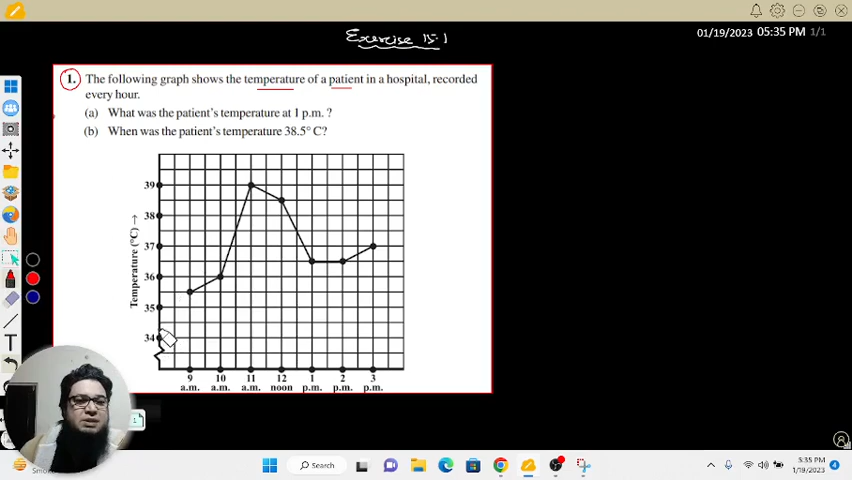 Exercise 15.1
01/19/2023 05:35 PM 1/1
1. The following graph shows the temperature of a patient in a hospital, recorded
every hour.
(a) What was the patient's temperature at 1 p.m. ?
(b) When was the patient's temperature 38.5° C?
39
38
37
36
35
34
Temperature (°C) →
9 10 11 12 1 2 3
a.m. a.m. a.m. noon p.m. p.m. p.m.
T
1
Search
5:35 PM
1/19/2023
4